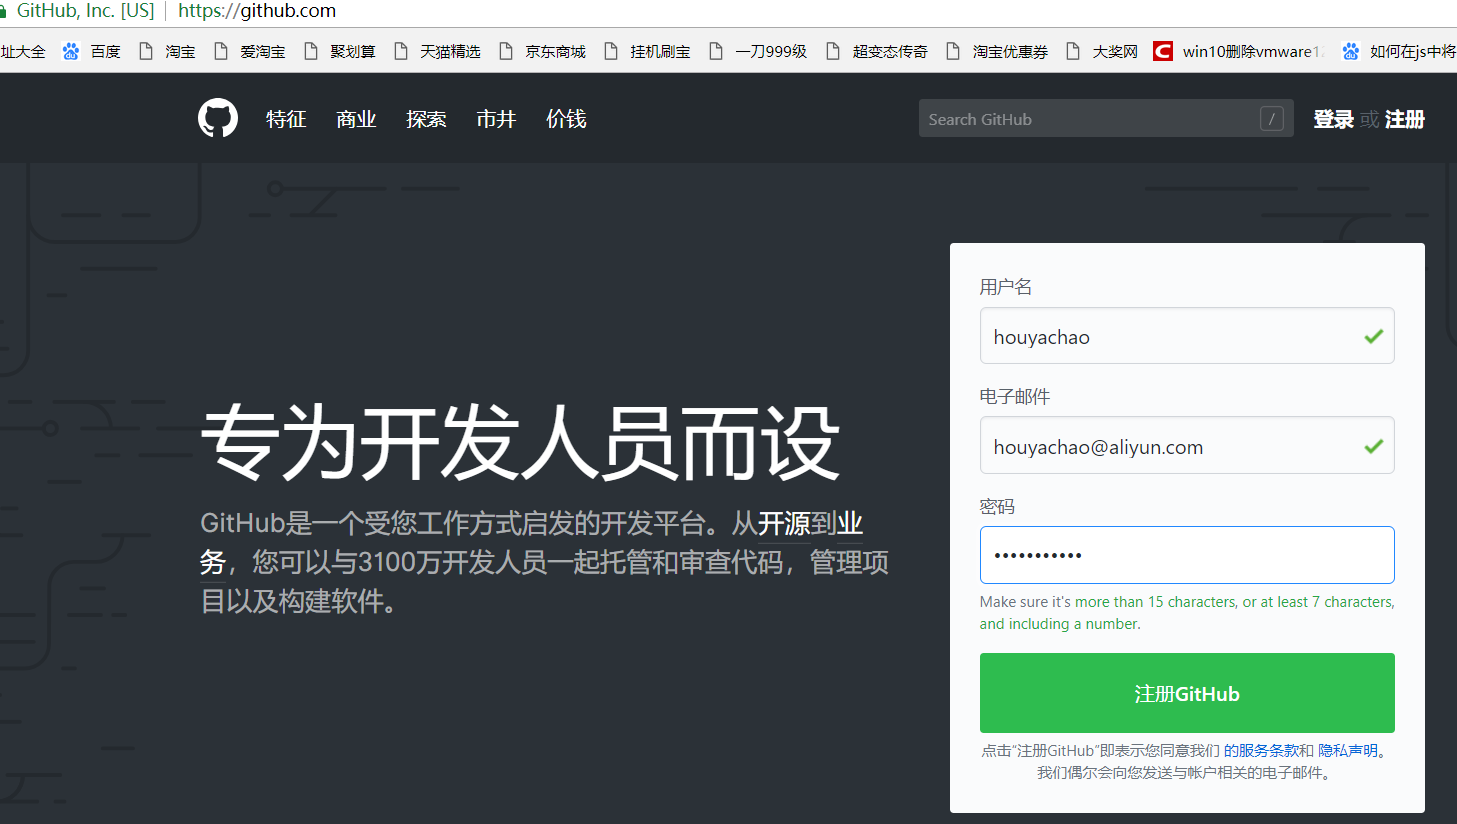 GitHub, Inc. [US] https://github.com
址大全 百度 淘宝 爱淘宝 聚划算 天猫精选 京东商城 挂机刷宝 一刀999级 超变态传奇 淘宝优惠券 大奖网 win10删除vmware1 如何在js中将
特征 商业 探索 市井 价钱 Search GitHub / 登录 或 注册
用户名
houyachao
电子邮件
houyachao@aliyun.com
密码
•••••••••••
Make sure it's more than 15 characters, or at least 7 characters,
and including a number.
注册GitHub
点击“注册GitHub”即表示您同意我们 的服务条款和 隐私声明。
我们偶尔会向您发送与帐户相关的电子邮件。
专为开发人员而设
GitHub是一个受您工作方式启发的开发平台。从开源到业
务，您可以与3100万开发人员一起托管和审查代码，管理项
目以及构建软件。